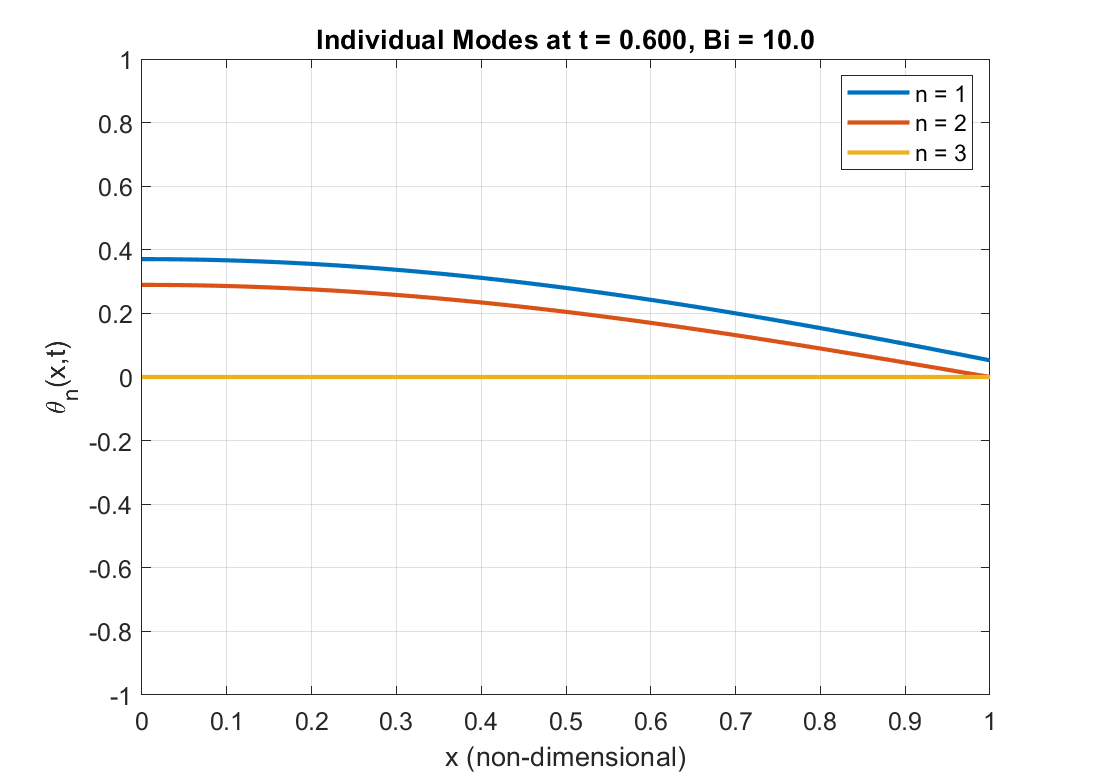 Individual Modes at t = 0.600, Bi = 10.0
n = 1
n = 2
n = 3
θn(x,t)
1
0.8
0.6
0.4
0.2
0
-0.2
-0.4
-0.6
-0.8
-1
0 0.1 0.2 0.3 0.4 0.5 0.6 0.7 0.8 0.9 1
x (non-dimensional)